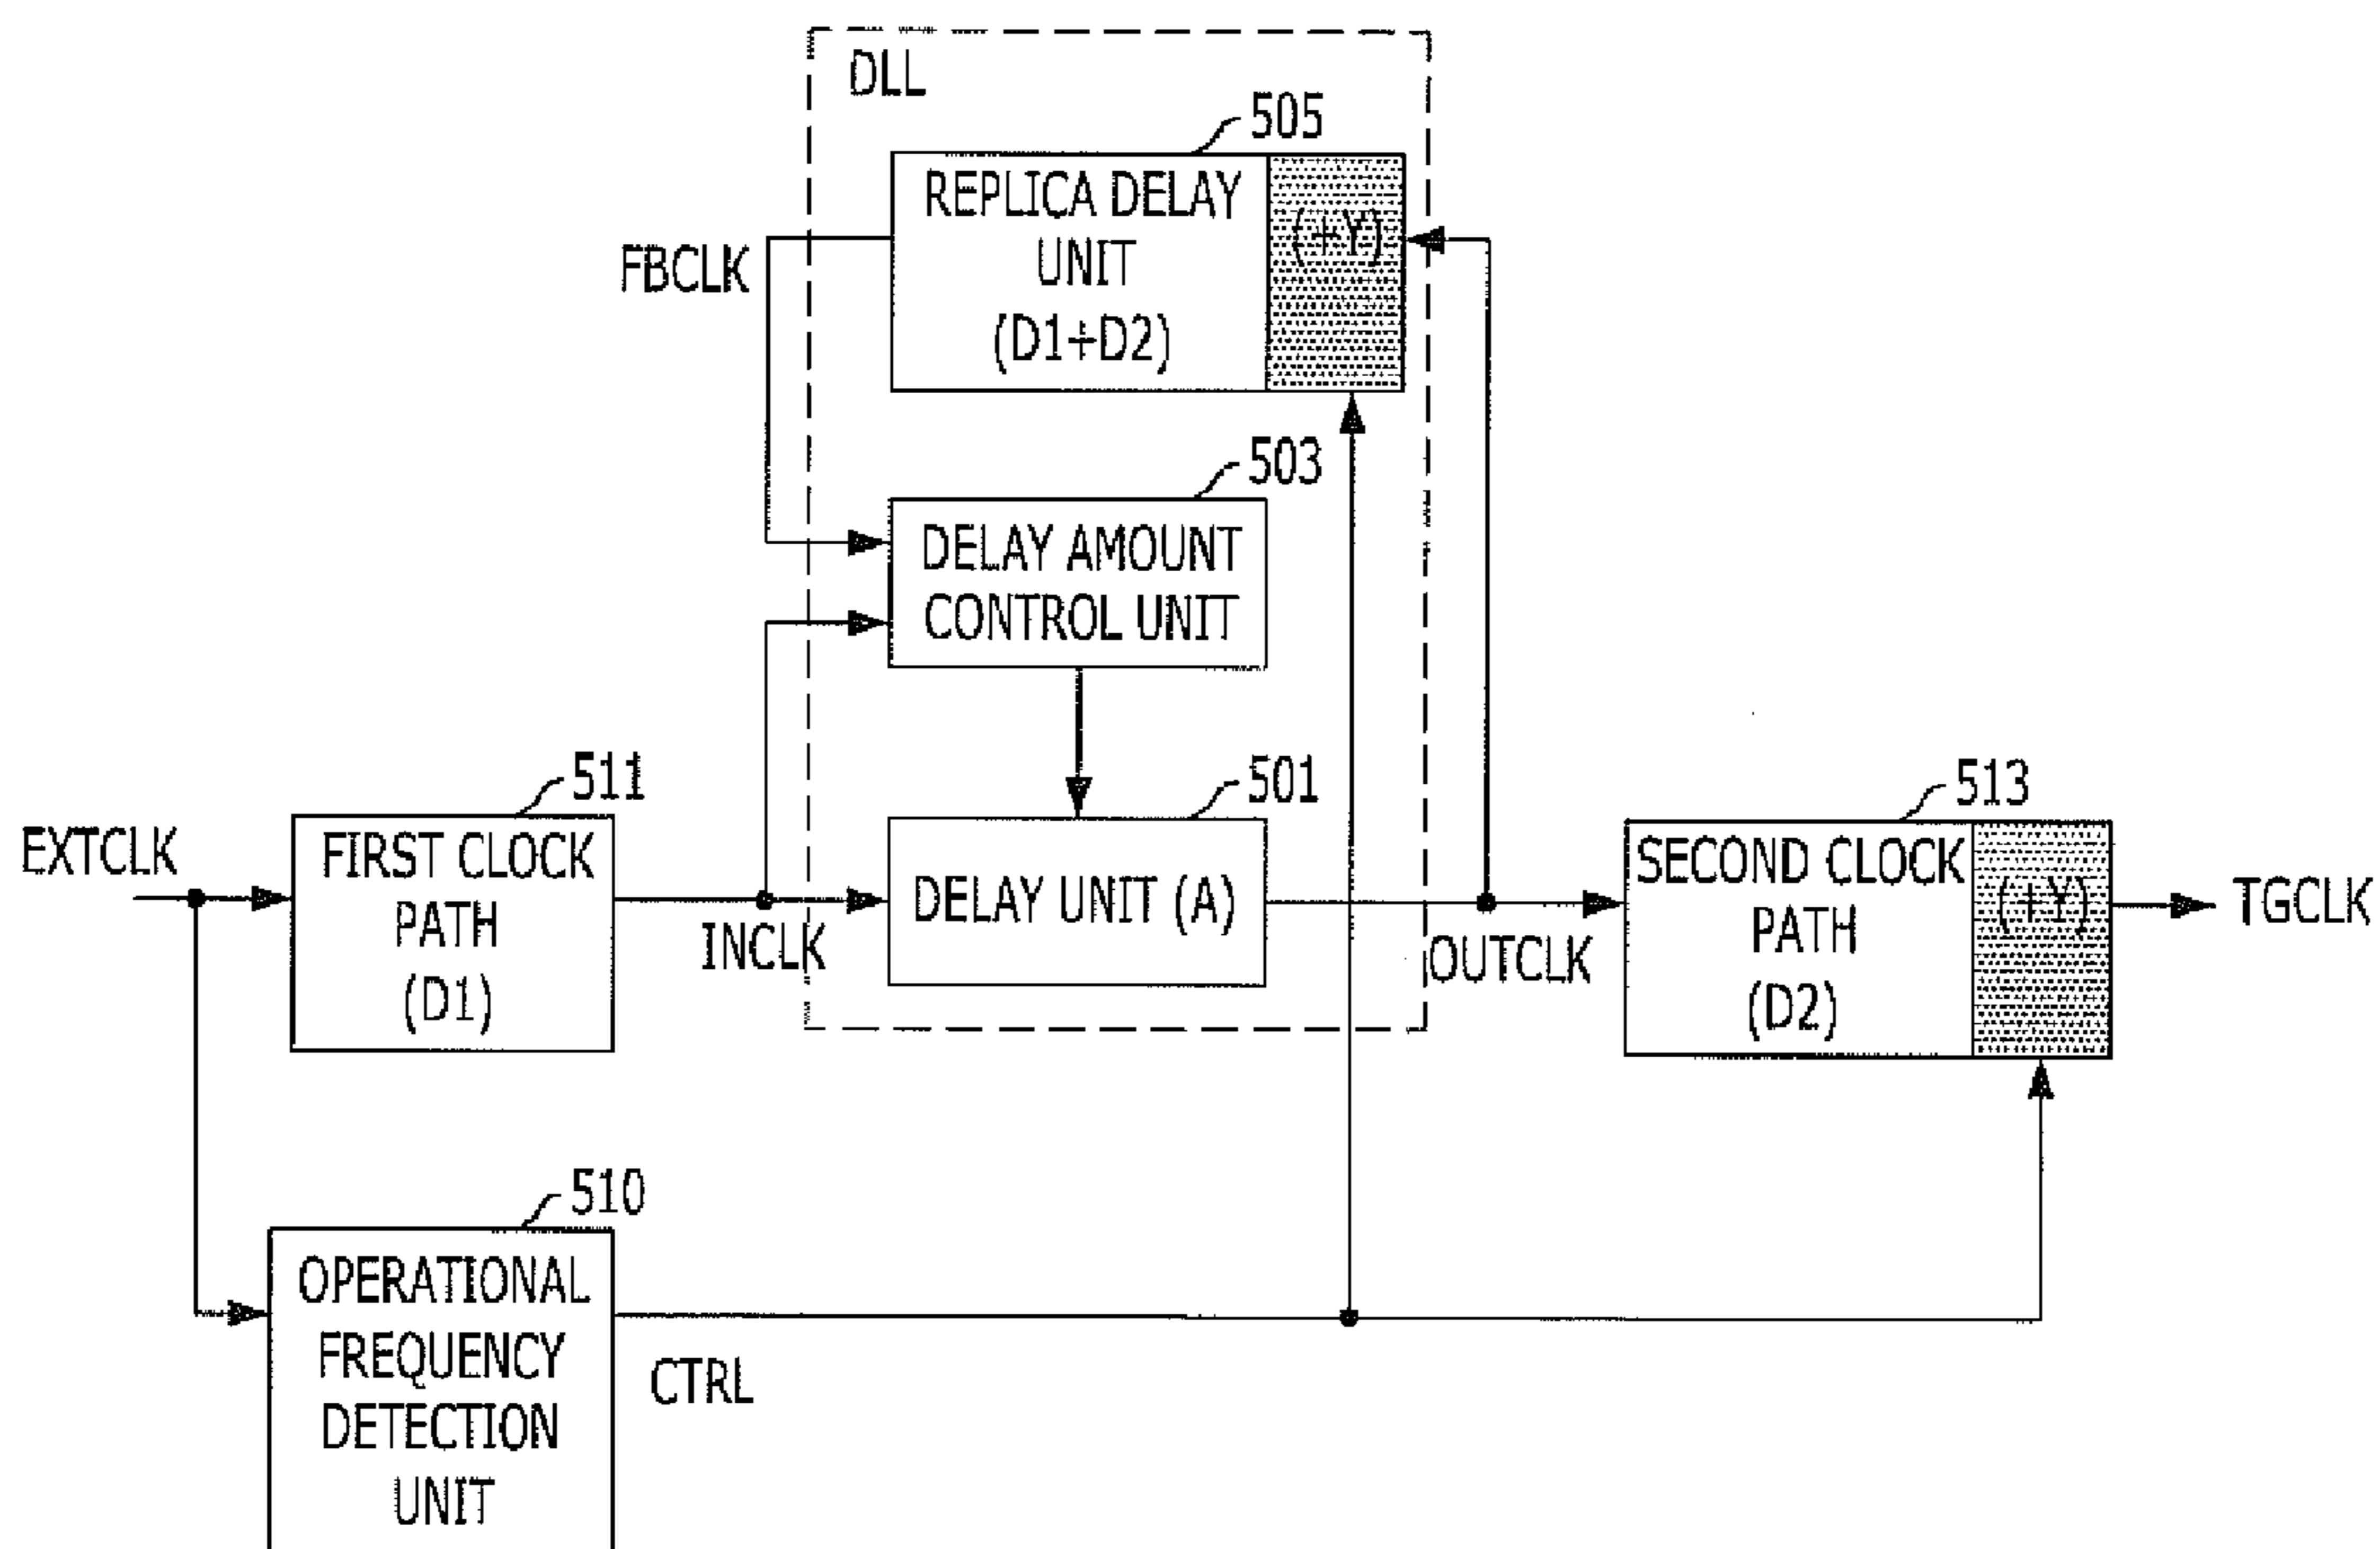 DLL
505
REPLICA DELAY
UNIT
(D1+D2)
(+Y)
FBCLK
503
DELAY AMOUNT
CONTROL UNIT
501
DELAY UNIT (A)
511
EXTCLK
FIRST CLOCK
PATH
(D1)
INCLK
OUTCLK
513
SECOND CLOCK
PATH
(D2)
(+Y)
TGCLK
510
OPERATIONAL
FREQUENCY
DETECTION
UNIT
CTRL